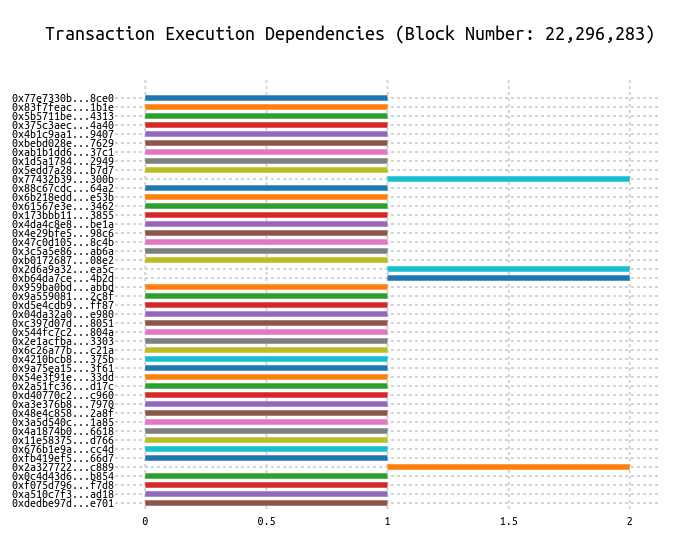 Transaction Execution Dependencies (Block Number: 22,296,283)
0x77e7330b...8ce0
0x83f7feac...1b1e
0x5b5711be...4313
0x375c3aec...4a40
0x4b1c9aa1...9407
0xbebd028e...7629
0xab1b1dd6...37c1
0x1d5a1784...2949
0x5edd7a28...b7d7
0x77432b39...300b
0x88c67cdc...64a2
0x6b218edd...e53b
0x61567e3e...3462
0x173bbb11...3855
0x4da4c8e8...be1a
0x4e29bfe5...98c6
0x47c0d105...8c4b
0x3c5a5e86...ab6a
0xb0172687...08e2
0x2d6a9a32...ea5c
0xb64da7ce...4b2d
0x959ba0bd...abbd
0x9a559081...2c8f
0xd5e4cdb9...ff87
0x04da32a0...e980
0xc397d07d...8051
0x544fc7c2...804a
0x2e1acfba...3303
0x6c26a77b...c21a
0x4210bcb8...375b
0x9a75ea15...3f61
0x54e3f91e...33dd
0x2a51fc36...d17c
0xd40770c2...c960
0xa3e376b8...7970
0x48e4c858...2a8f
0x3a5d540c...1a85
0x4a1874b0...6618
0x11e58375...d766
0x676b1e9a...cc4d
0xfb419ef5...66d7
0x2a327722...c889
0x0c4d43d6...b854
0xf075d796...f7d8
0xa510c7f3...ad18
0xdedbe97d...e701
0 0.5 1 1.5 2